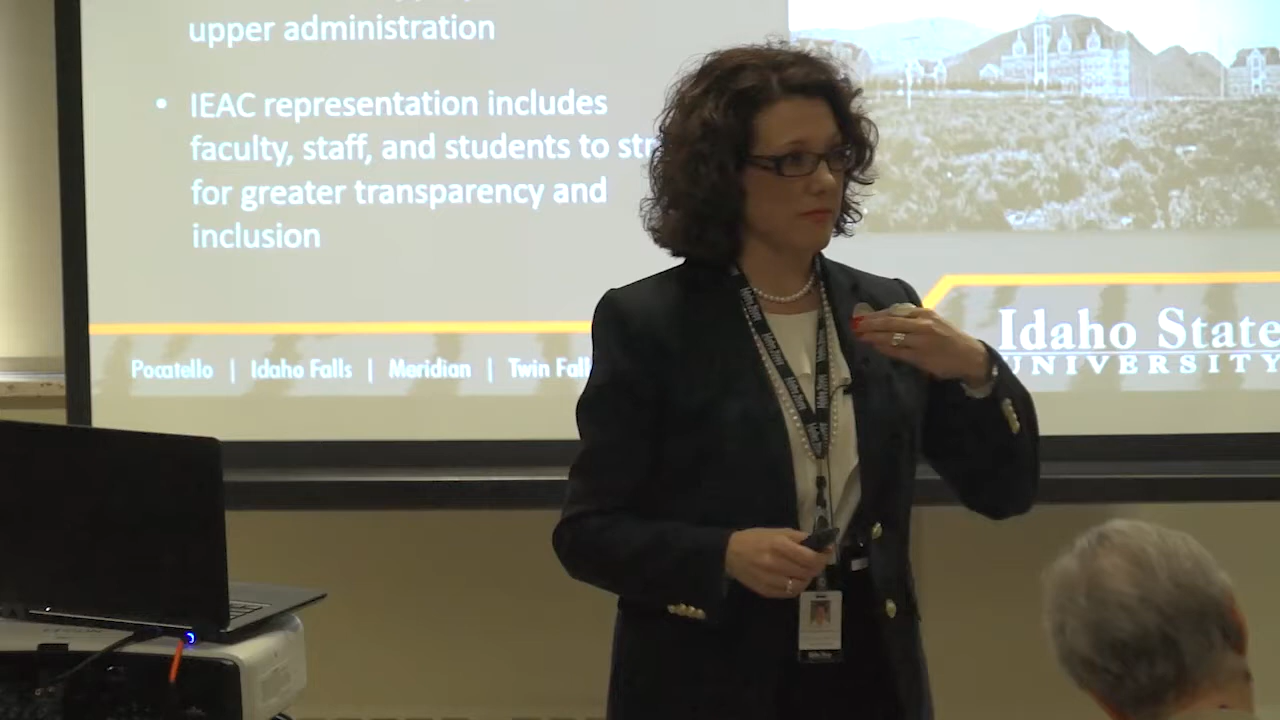 upper administration
• IEAC representation includes
faculty, staff, and students to
for greater transparency and
inclusion
Pocatello | Idaho Falls | Meridian | Twin
Idaho State
UNIVERSITY